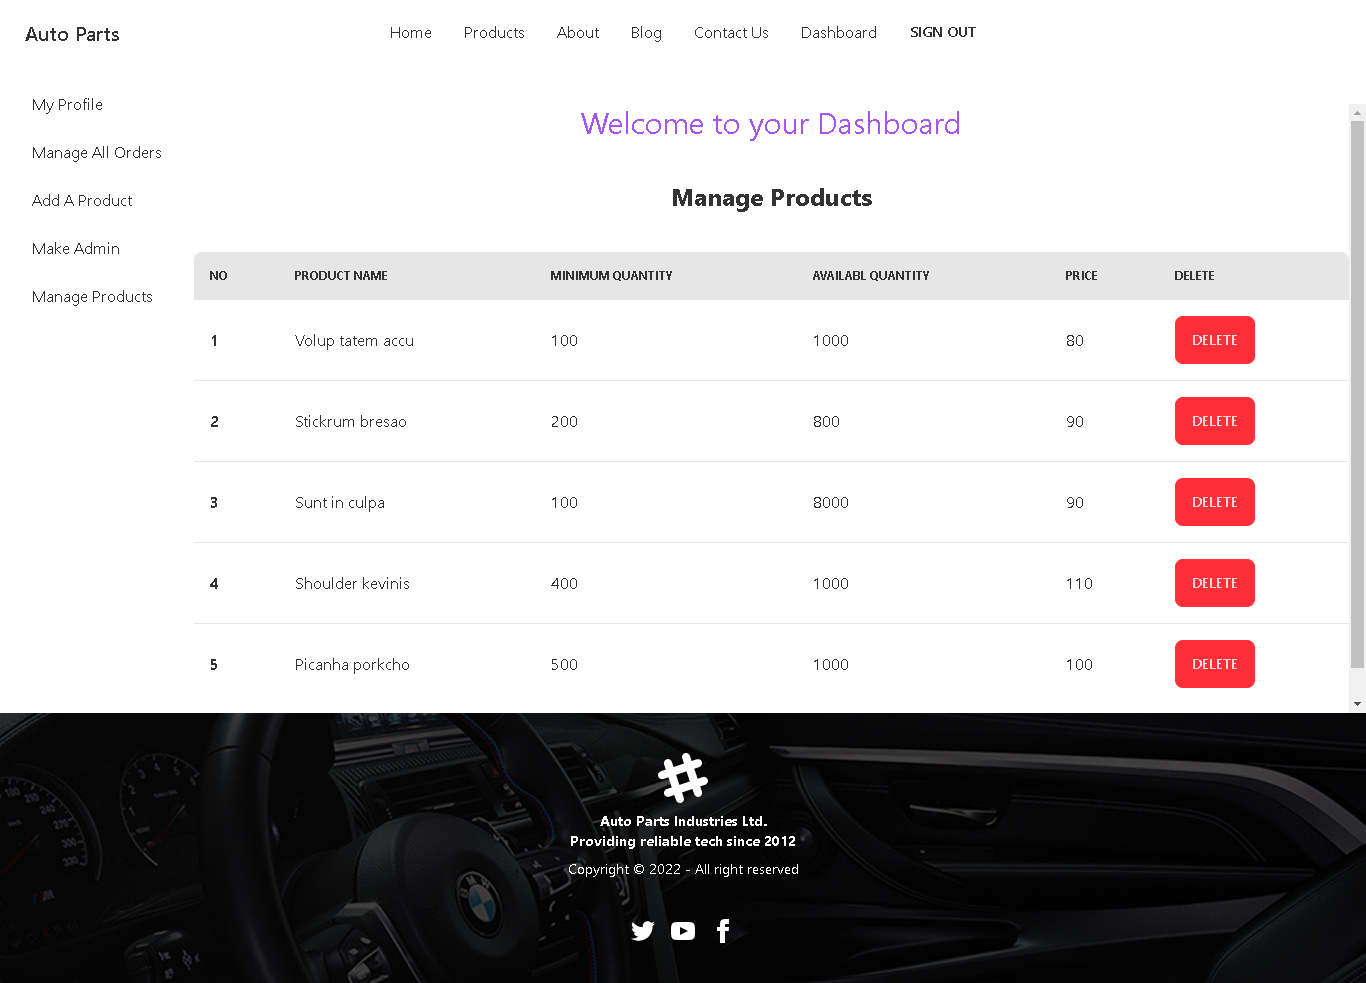 Auto Parts
Home Products About Blog Contact Us Dashboard SIGN OUT
My Profile
Manage All Orders
Add A Product
Make Admin
Manage Products
Welcome to your Dashboard
Manage Products
NO PRODUCT NAME MINIMUM QUANTITY AVAILABL QUANTITY PRICE DELETE
1 Volup tatem accu 100 1000 80 DELETE
2 Stickrum bresao 200 800 90 DELETE
3 Sunt in culpa 100 8000 90 DELETE
4 Shoulder kevinis 400 1000 110 DELETE
5 Picanha porkcho 500 1000 100 DELETE
Auto Parts Industries Ltd.
Providing reliable tech since 2012
Copyright © 2022 - All right reserved